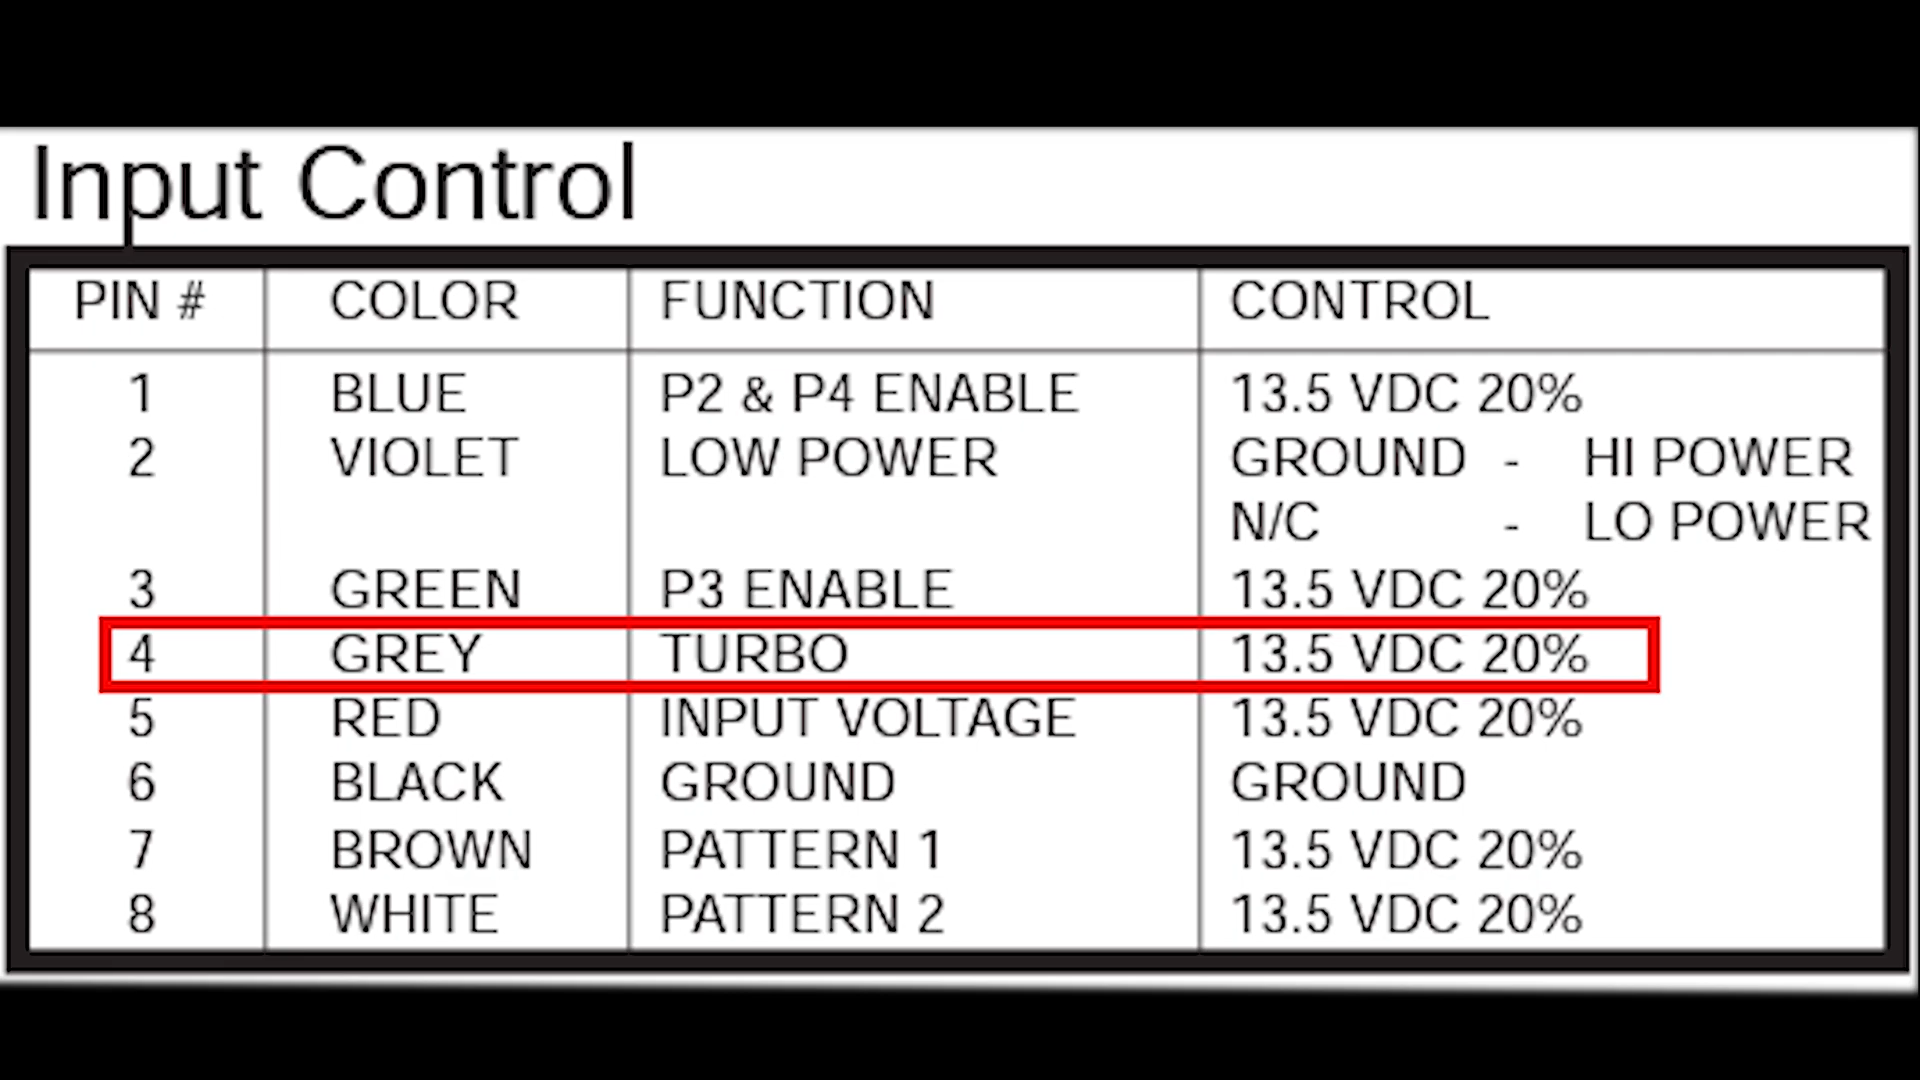 Input Control
PIN # COLOR FUNCTION CONTROL
1 BLUE P2 & P4 ENABLE 13.5 VDC 20%
2 VIOLET LOW POWER GROUND - HI POWER
N/C - LO POWER
3 GREEN P3 ENABLE 13.5 VDC 20%
4 GREY TURBO 13.5 VDC 20%
5 RED INPUT VOLTAGE 13.5 VDC 20%
6 BLACK GROUND GROUND
7 BROWN PATTERN 1 13.5 VDC 20%
8 WHITE PATTERN 2 13.5 VDC 20%